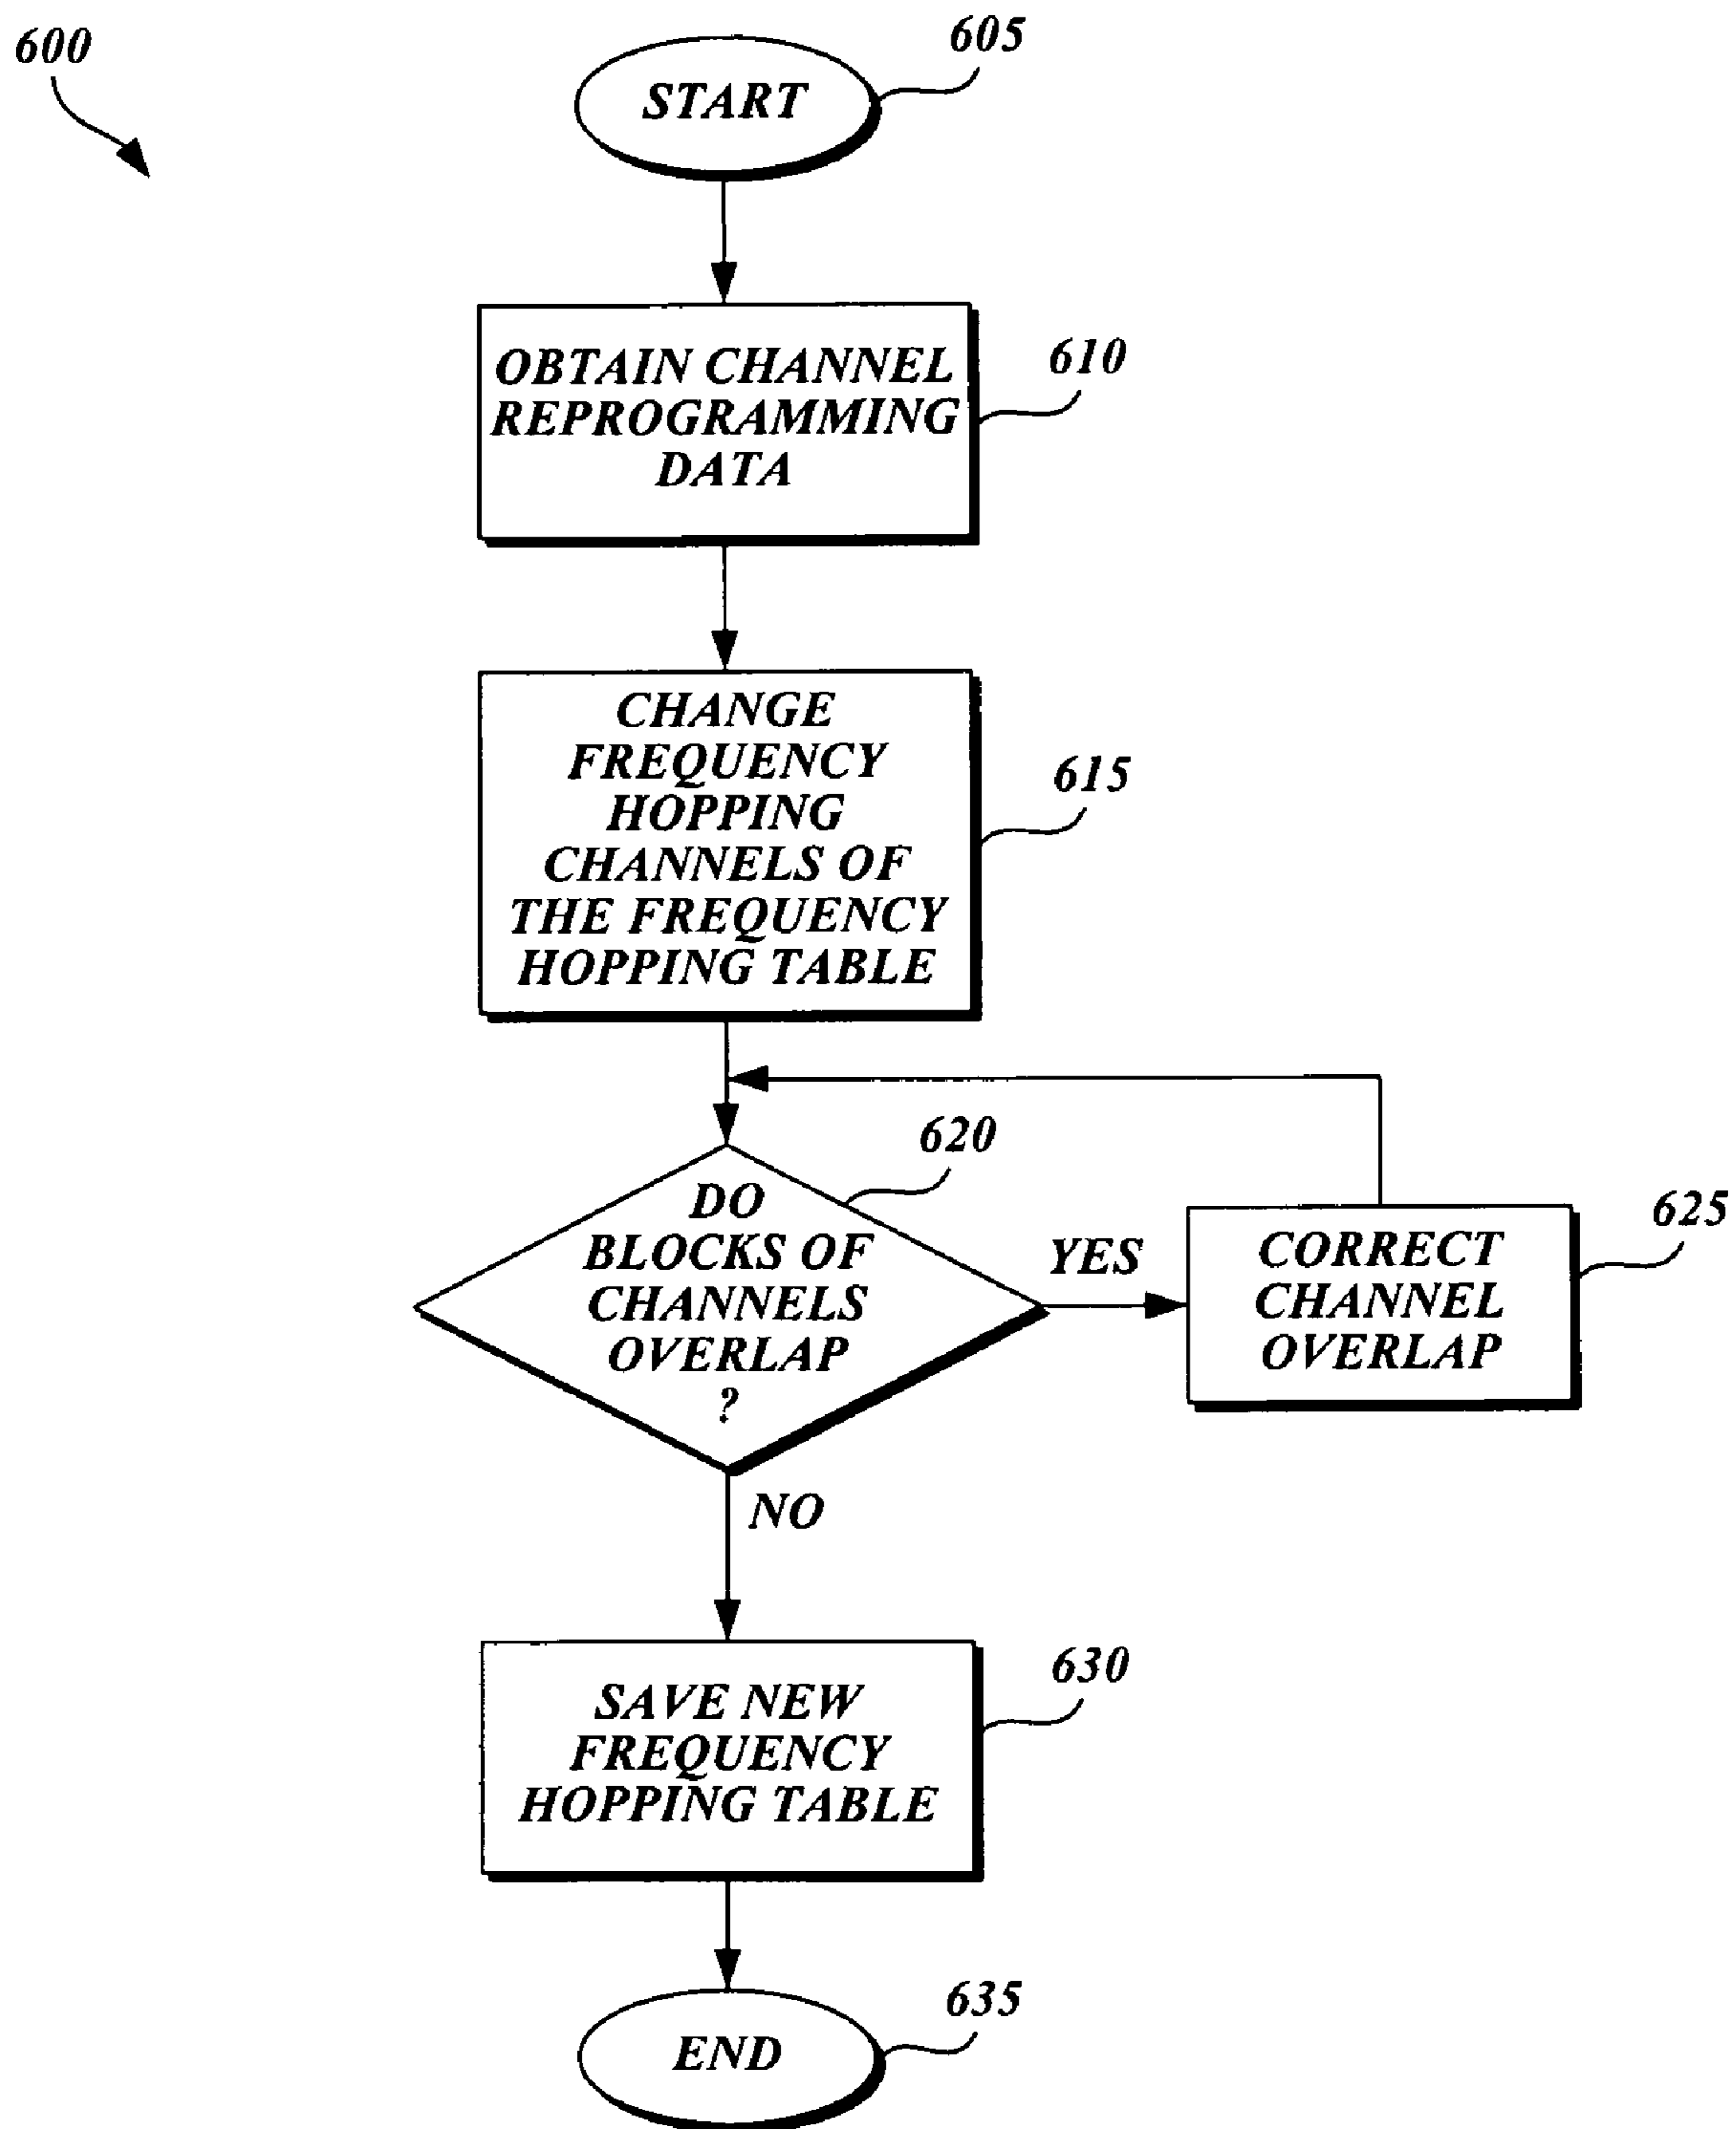 600
605
START
610
OBTAIN CHANNEL
REPROGRAMMING
DATA
615
CHANGE
FREQUENCY
HOPPING
CHANNELS OF
THE FREQUENCY
HOPPING TABLE
620
DO
BLOCKS OF
CHANNELS
OVERLAP
?
YES
625
CORRECT
CHANNEL
OVERLAP
NO
630
SAVE NEW
FREQUENCY
HOPPING TABLE
635
END